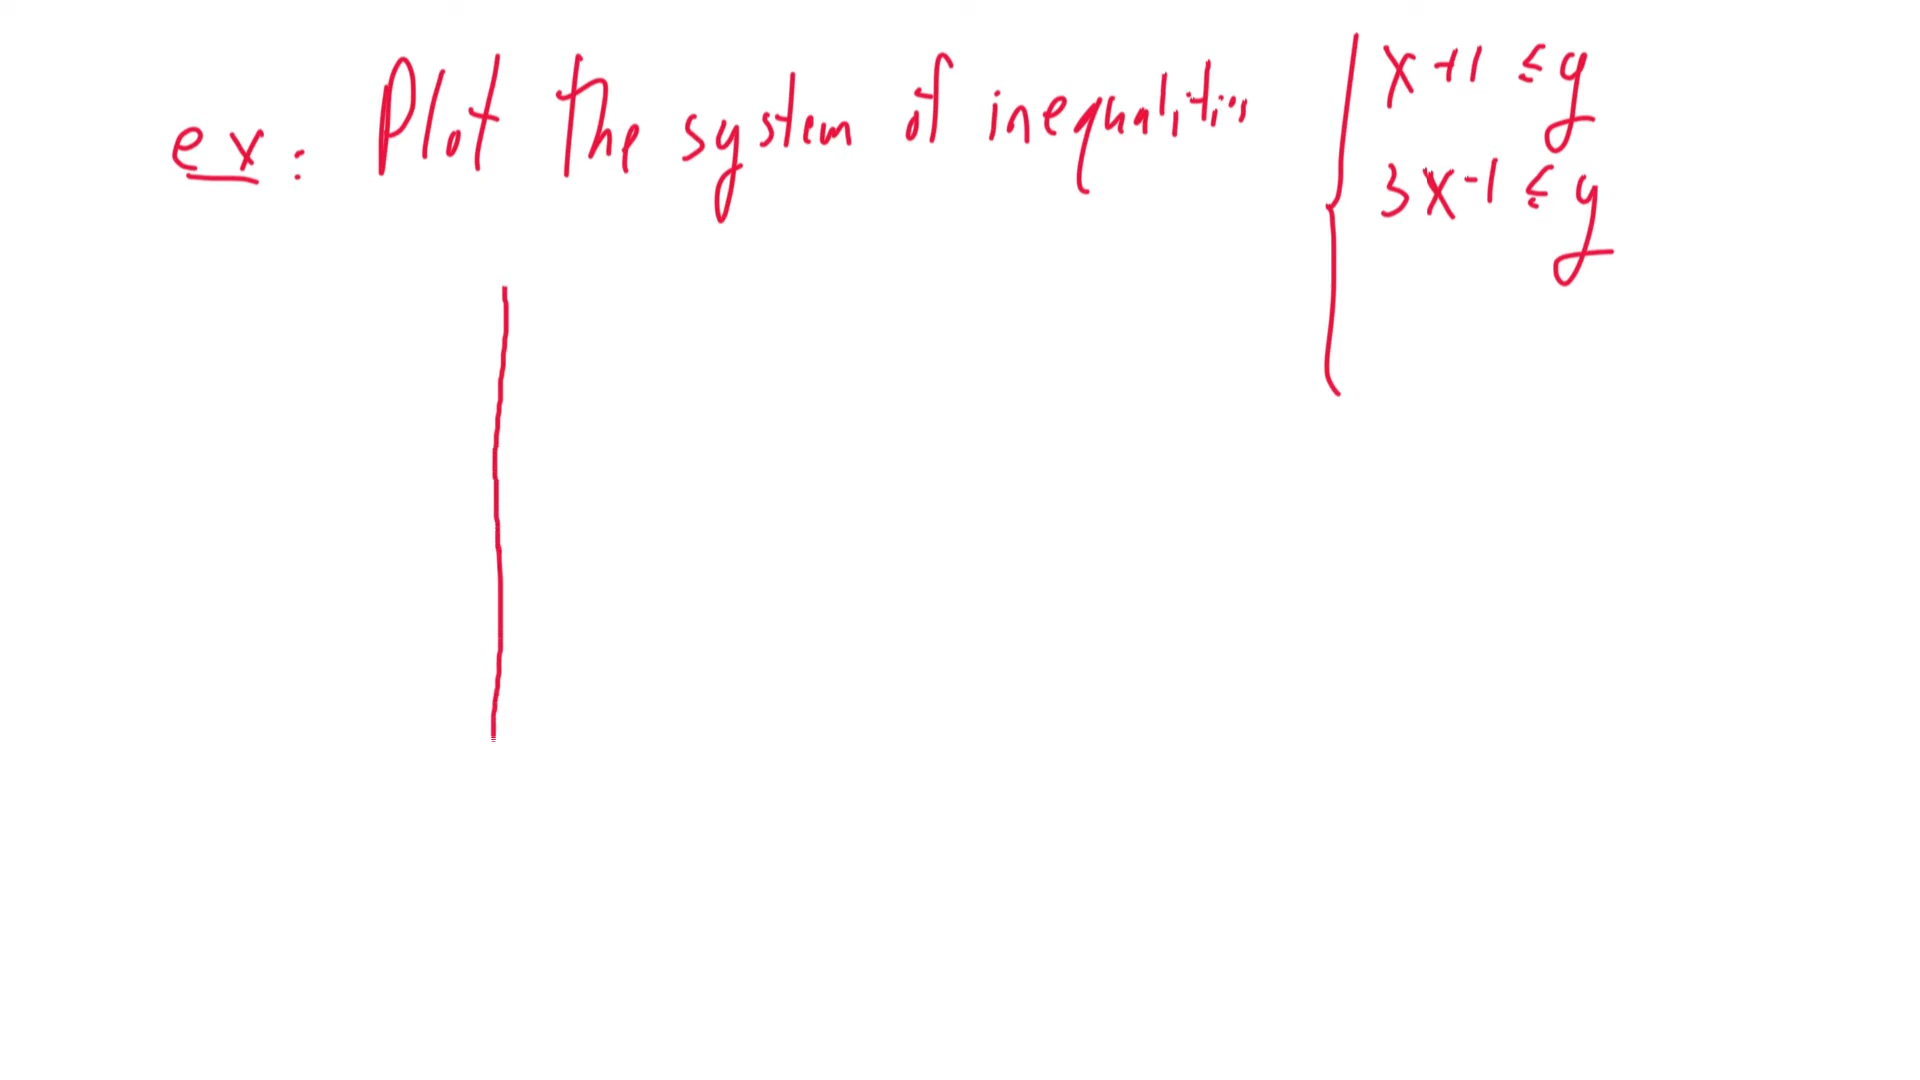 ex: Plot the system of inequalities
x+1 ≤ y
3x-1 ≤ y